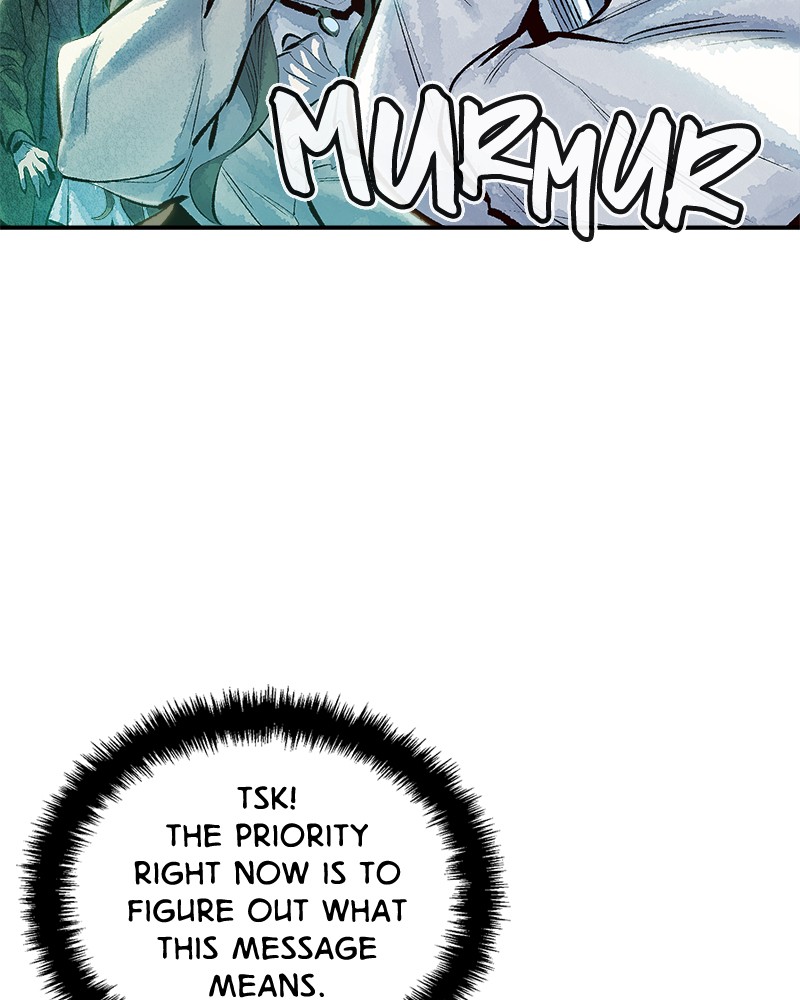 MURMUR
TSK!
THE PRIORITY
RIGHT NOW IS TO
FIGURE OUT WHAT
THIS MESSAGE
MEANS.